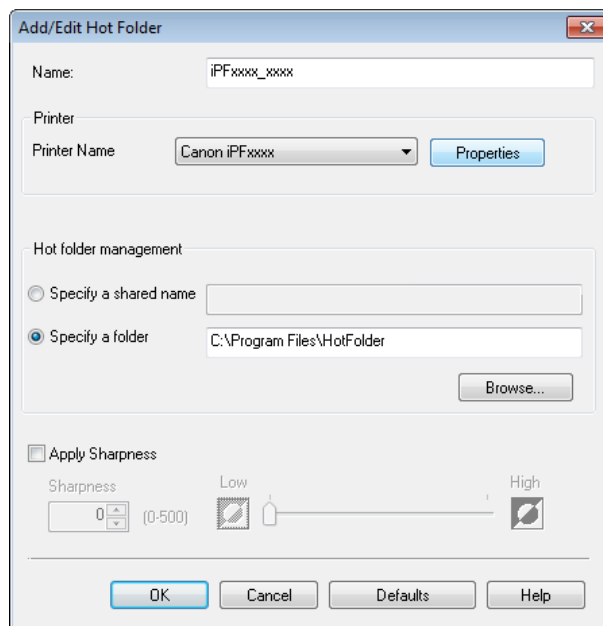 Add/Edit Hot Folder
Name: iPFxxxx_xxxx
Printer
Printer Name Canon iPFxxxx Properties
Hot folder management
Specify a shared name
Specify a folder C:\Program Files\HotFolder
Browse...
Apply Sharpness
Sharpness Low High
0 (0-500)
OK Cancel Defaults Help